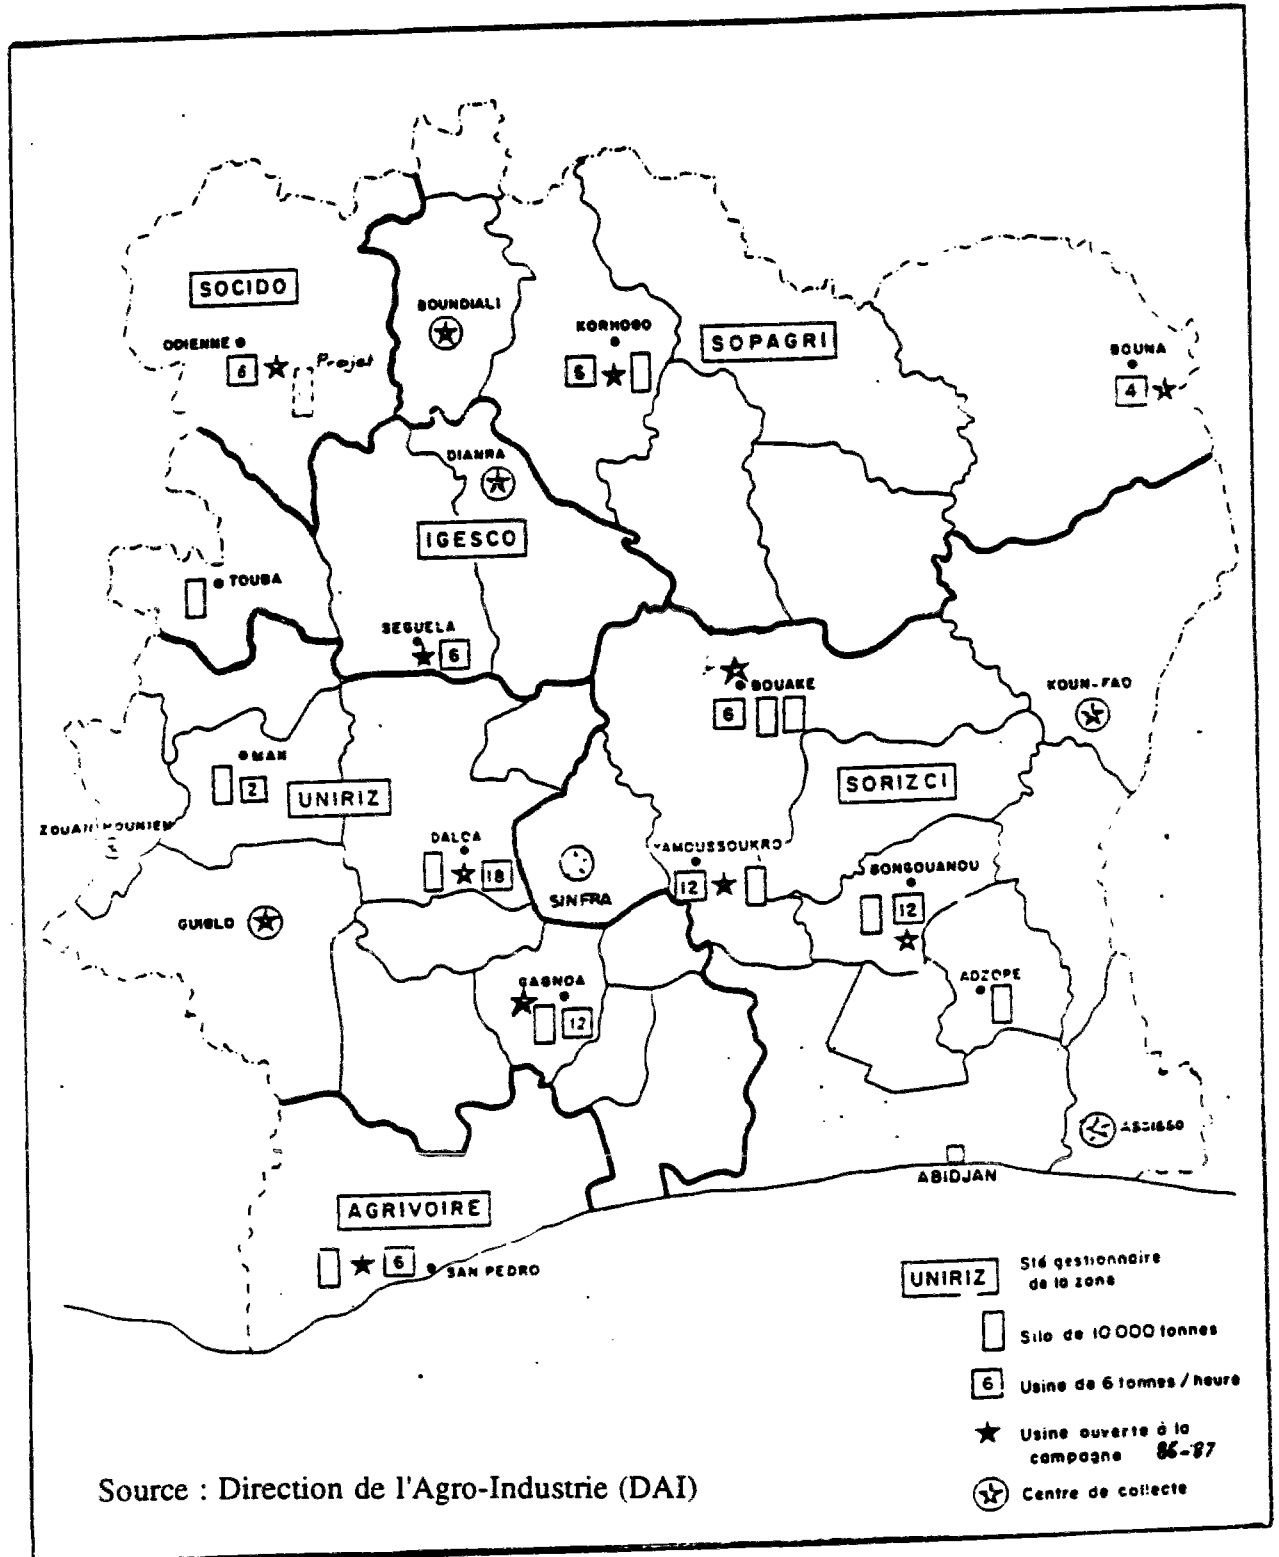 SOCIDO
BOUNDIALI
ODIENNE
6
Projet
KORHOGO
6
SOPAGRI
BOUNA
4
DIANRA
IGESCO
TOUBA
SEGUELA
6
BOUAKE
6
KOUN-FAO
MAN
2
UNIRIZ
SORIZCI
ZOUAN HOUNIEN
DALOA
18
SINFRA
YAMOUSSOUKRO
12
BONGOUANOU
12
GUIGLO
GAGNOA
12
ADZOPE
ABIDJAN
AGRIVOIRE
6
SAN PEDRO
UNIRIZ
Sté gestionnaire
de la zone
Silo de 10 000 tonnes
6
Usine de 6 tonnes / heure
Usine ouverte à la
campagne 86-87
Centre de collecte
Source : Direction de l'Agro-Industrie (DAI)